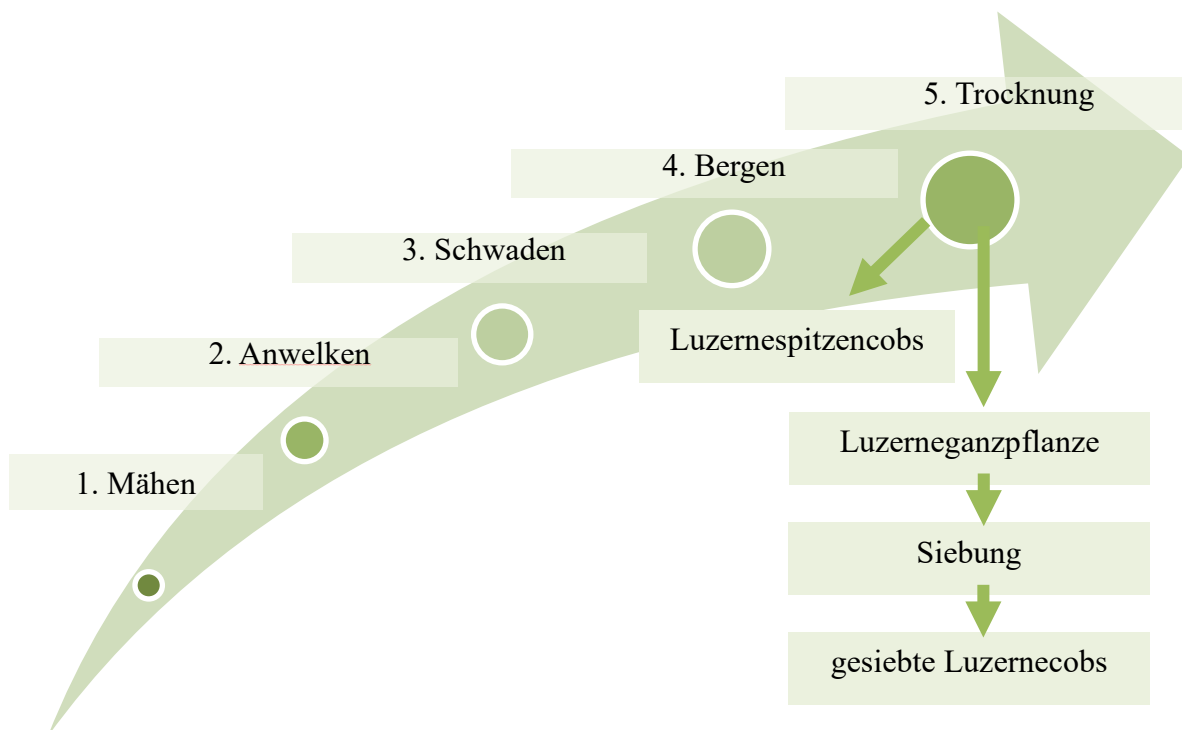 1. Mähen
2. Anwelken
3. Schwaden
4. Bergen
5. Trocknung
Luzernespitzencobs
Luzerneganzpflanze
Siebung
gesiebte Luzernecobs